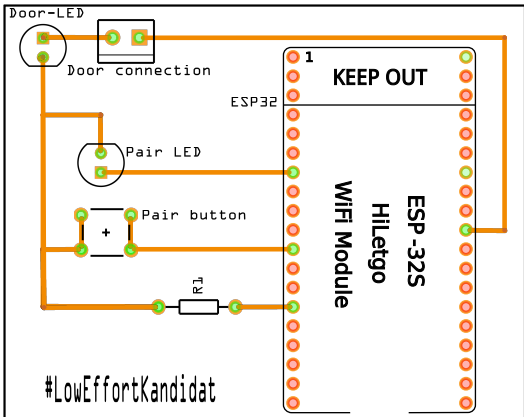 Door-LED
Door connection
1
KEEP OUT
ESP32
Pair LED
Pair button
R1
ESP-32S
HiLetgo
WiFi Module
#LowEffortKandidat